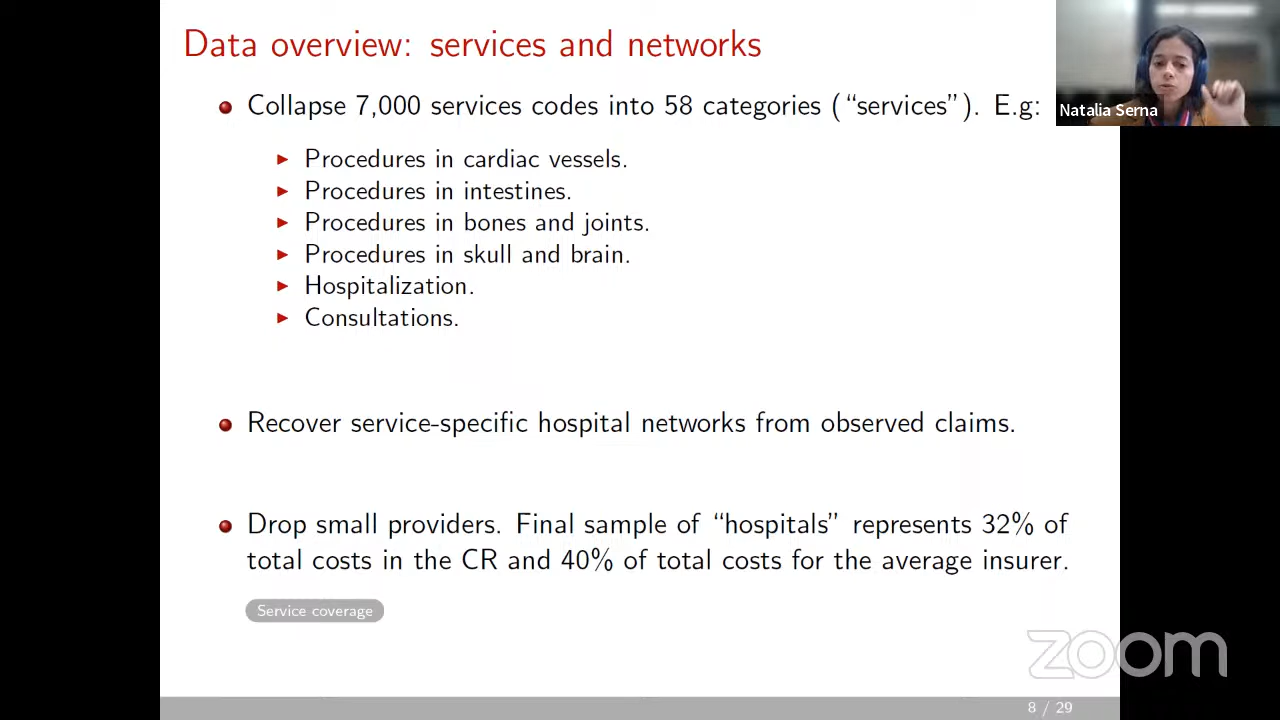 Data overview: services and networks
Collapse 7,000 services codes into 58 categories (“services”). E.g:
Procedures in cardiac vessels.
Procedures in intestines.
Procedures in bones and joints.
Procedures in skull and brain.
Hospitalization.
Consultations.
Recover service-specific hospital networks from observed claims.
Drop small providers. Final sample of “hospitals” represents 32% of
total costs in the CR and 40% of total costs for the average insurer.
Service coverage
8 / 29
Natalia Serna
zoom